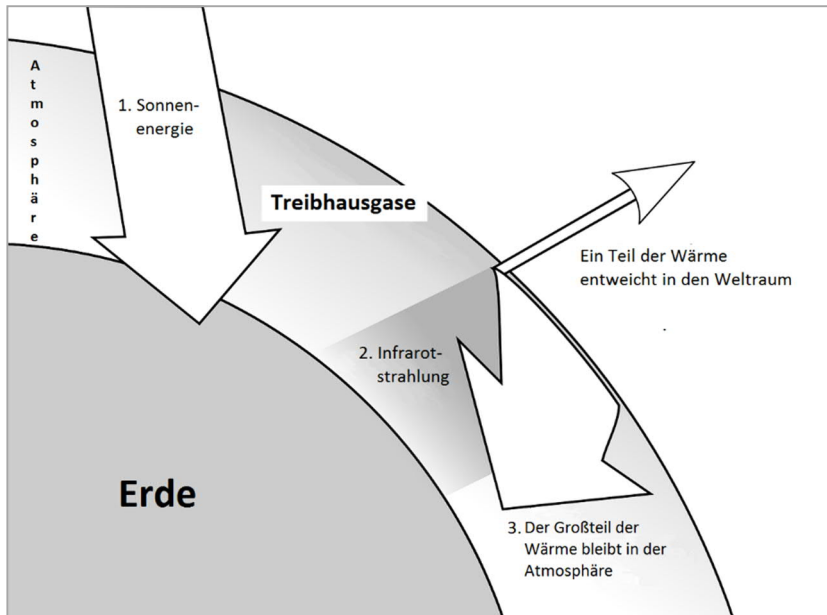 Atmosphäre
1. Sonnen-
energie
Treibhausgase
Ein Teil der Wärme
entweicht in den Weltraum
2. Infrarot-
strahlung
Erde
3. Der Großteil der
Wärme bleibt in der
Atmosphäre